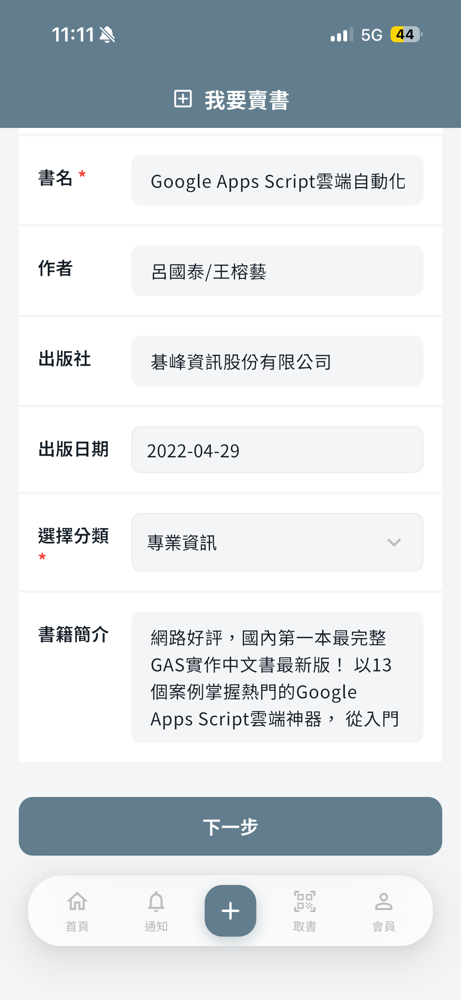 11:11
5G
44
我要賣書
書名 *
Google Apps Script雲端自動化
作者
呂國泰/王榕藝
出版社
碁峰資訊股份有限公司
出版日期
2022-04-29
選擇分類
*
專業資訊
書籍簡介
網路好評，國內第一本最完整
GAS實作中文書最新版！ 以13
個案例掌握熱門的Google
Apps Script雲端神器， 從入門
下一步
首頁
通知
取書
會員